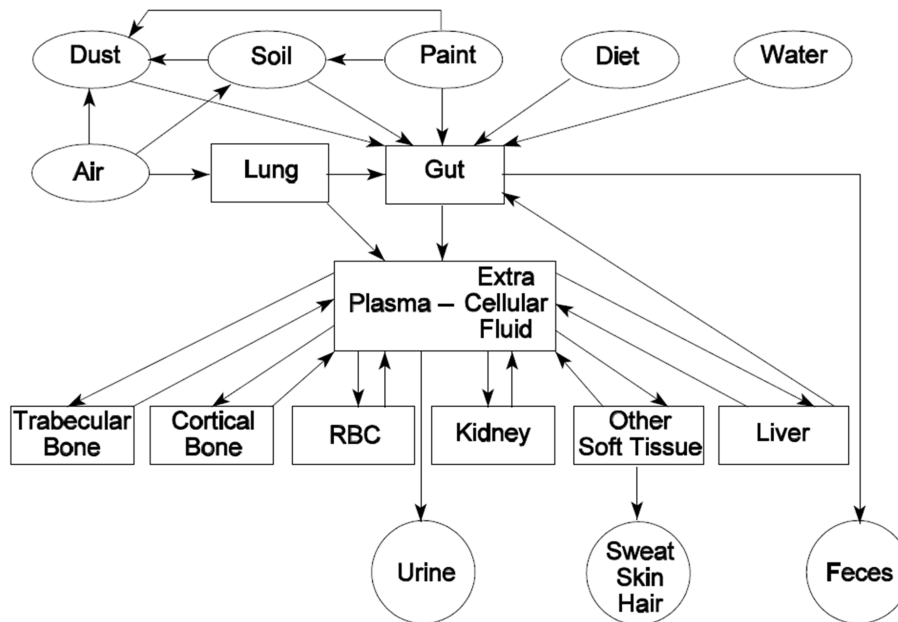 Dust
Soil
Paint
Diet
Water
Air
Lung
Gut
Plasma – Extra
Cellular
Fluid
Trabecular
Bone
Cortical
Bone
RBC
Kidney
Other
Soft Tissue
Liver
Urine
Sweat
Skin
Hair
Feces